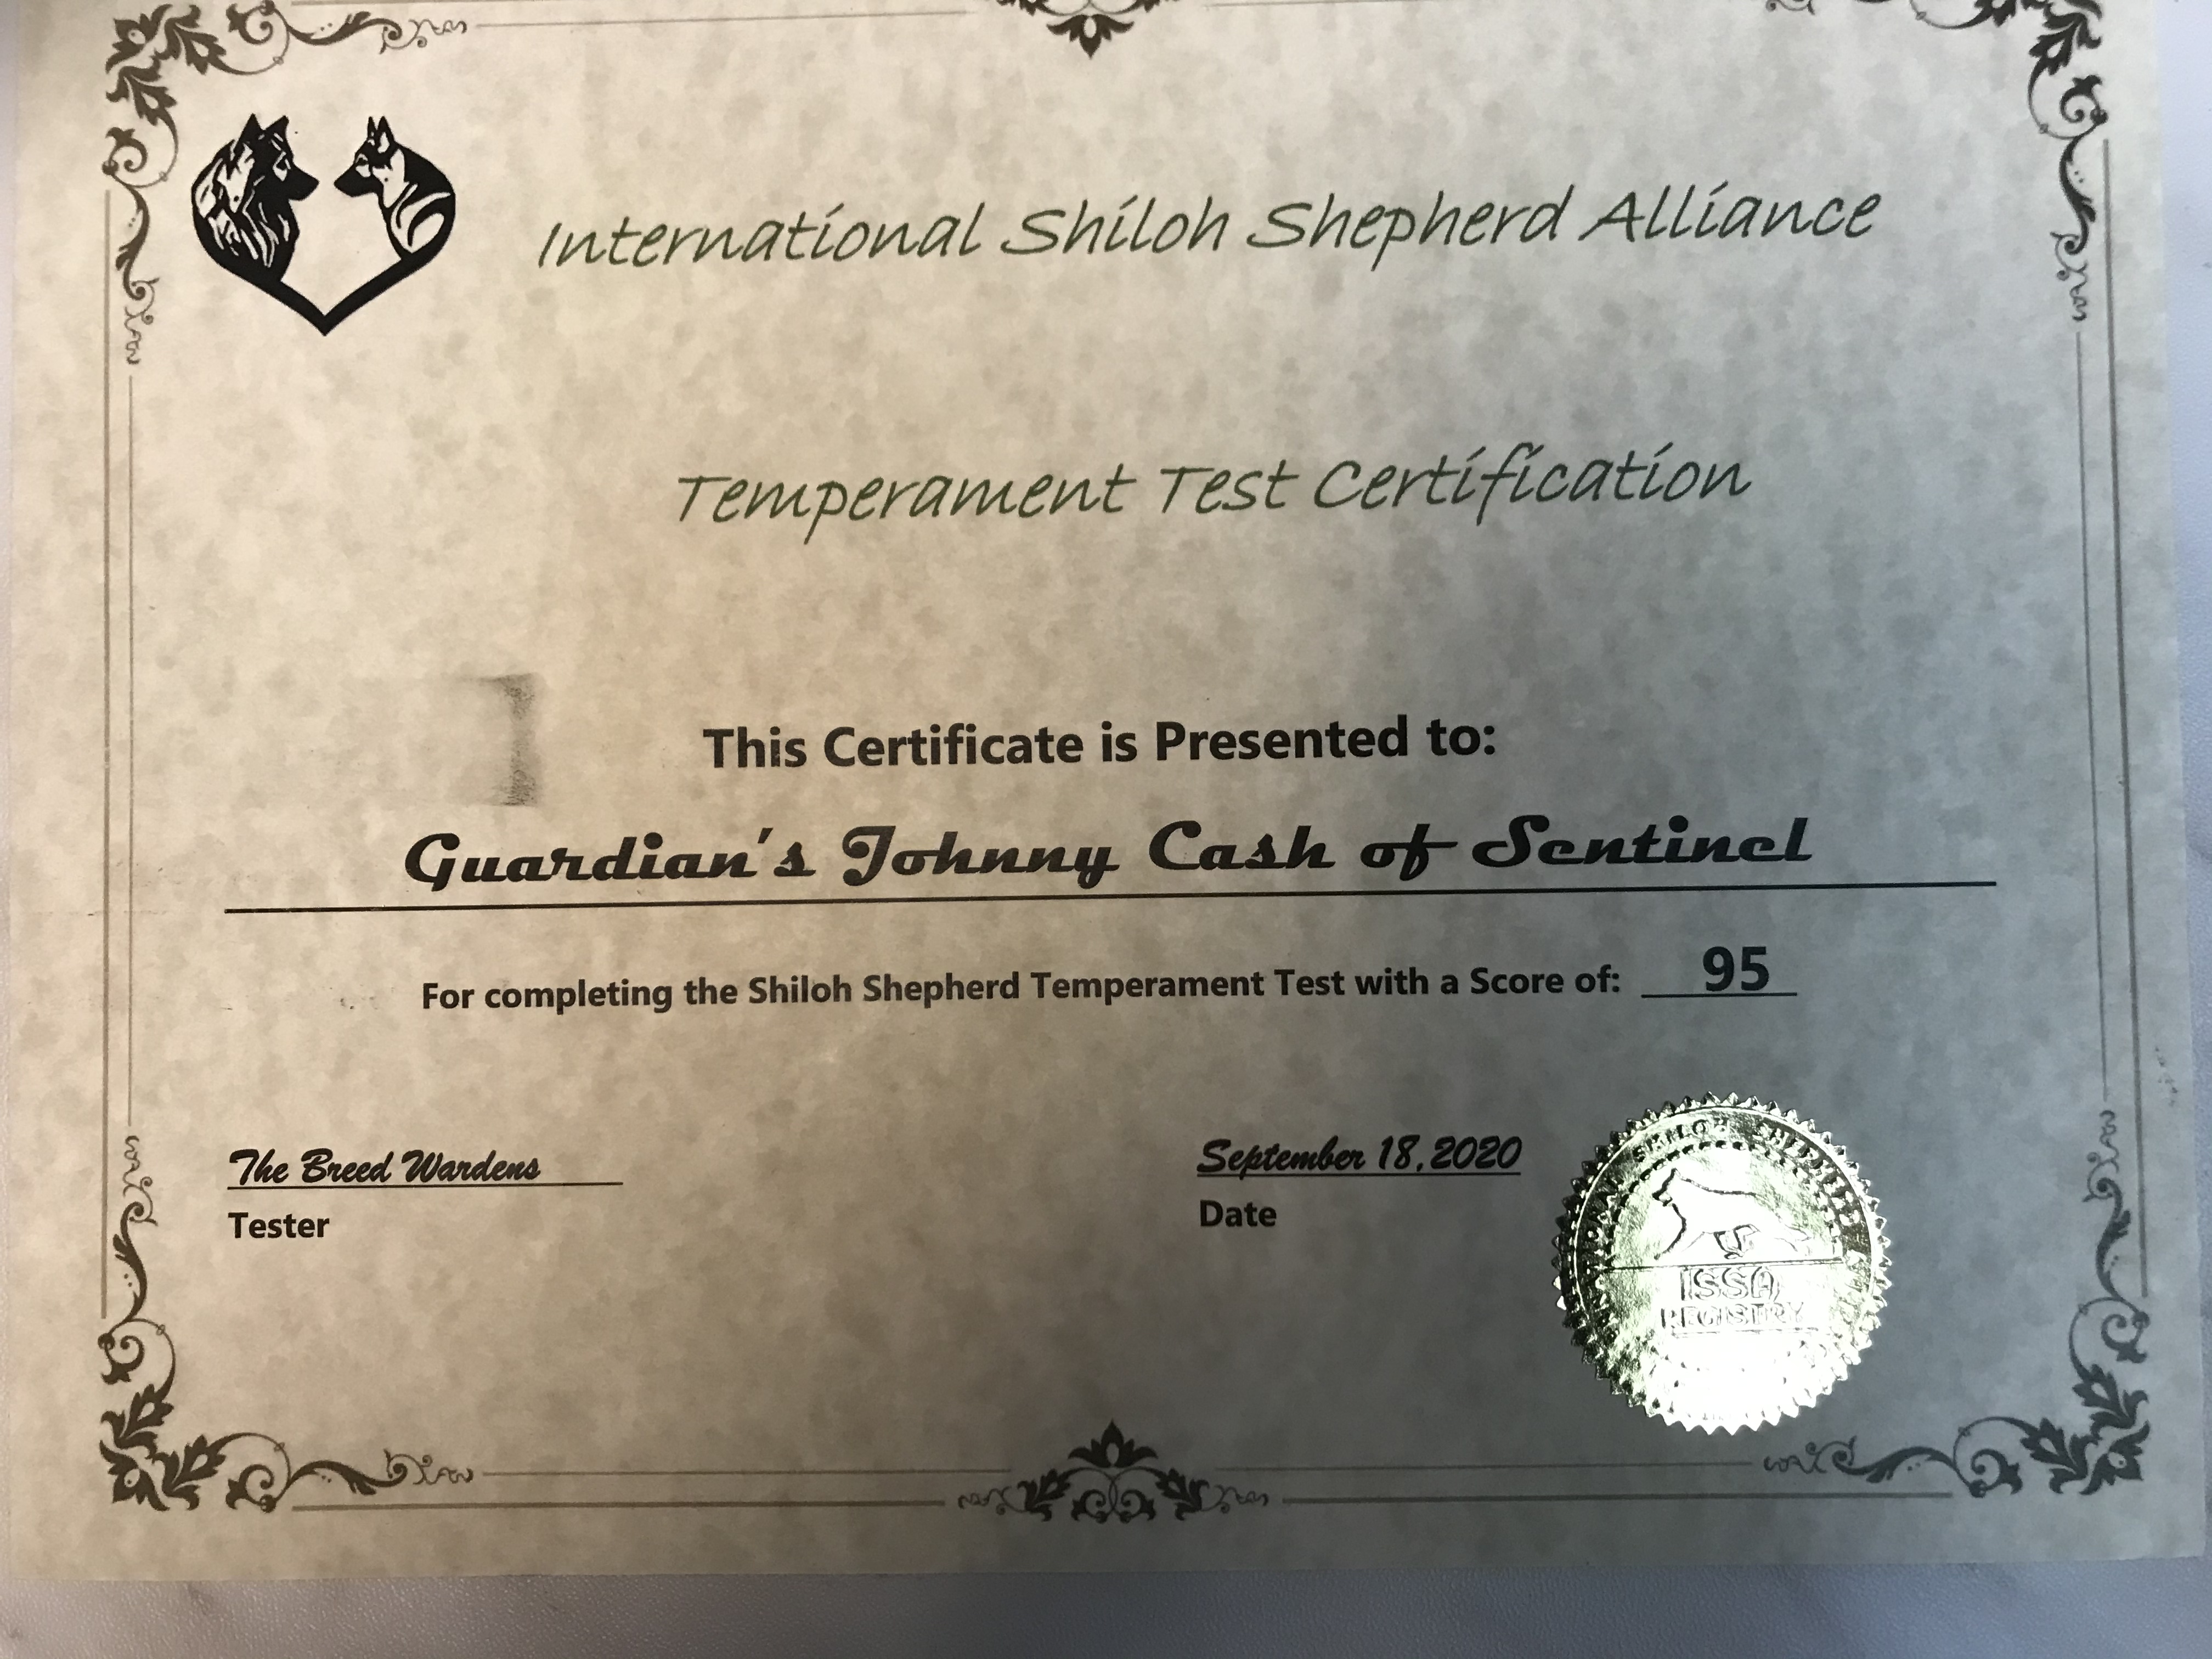 International Shiloh Shepherd Alliance
Temperament Test Certification
This Certificate is Presented to:
Guardian's Johnny Cash of Sentinel
For completing the Shiloh Shepherd Temperament Test with a Score of: 95
The Breed Wardens
Tester
September 18, 2020
Date
SHILOH
ISSA
REGISTRY